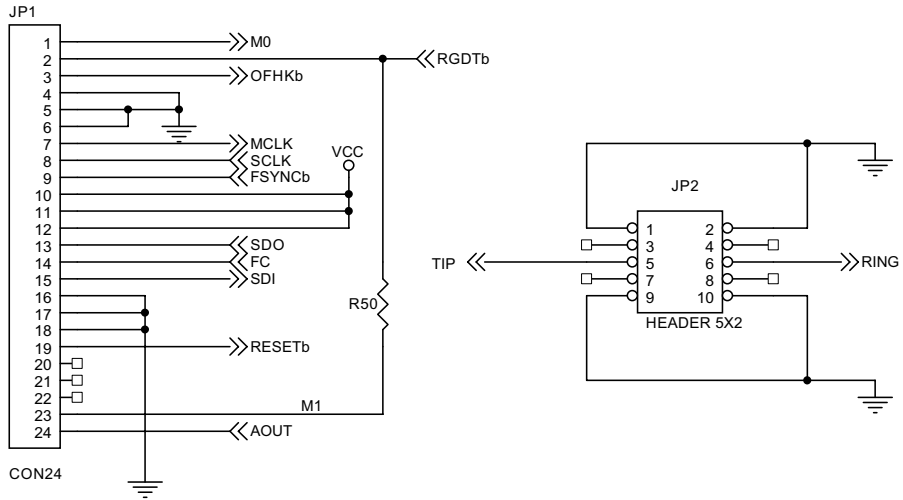 JP1
1
M0
2
RGDTb
3
OFHKb
4
5
6
7
MCLK
8
SCLK
VCC
9
FSYNCb
10
11
12
13
SDO
14
FC
15
SDI
16
R50
17
18
19
RESETb
20
21
22
23
M1
24
AOUT
CON24
JP2
1
2
3
4
TIP
5
6
RING
7
8
9
10
HEADER 5X2